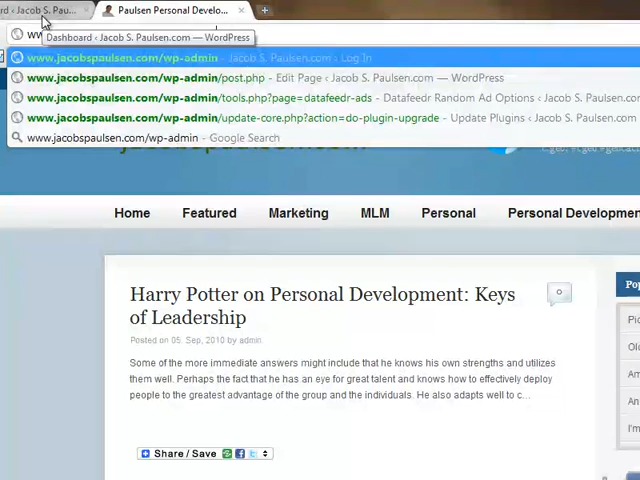 rd ‹ Jacob S. Pau... × Paulsen Personal Develo... × +
ww
Dashboard ‹ Jacob S. Paulsen.com — WordPress
www.jacobspaulsen.com/wp-admin - Jacob S. Paulsen.com › Log In
www.jacobspaulsen.com/wp-admin/post.php - Edit Page ‹ Jacob S. Paulsen.com — WordPress
www.jacobspaulsen.com/wp-admin/tools.php?page=datafeedr-ads - Datafeedr Random Ad Options ‹ Jacob S. Paulsen.con
www.jacobspaulsen.com/wp-admin/update-core.php?action=do-plugin-upgrade - Update Plugins ‹ Jacob S. Paulsen.com
www.jacobspaulsen.com/wp-admin - Google Search
Home Featured Marketing MLM Personal Personal Developmen
Harry Potter on Personal Development: Keys
of Leadership
0
Posted on 05. Sep, 2010 by admin
Some of the more immediate answers might include that he knows his own strengths and utilizes
them well. Perhaps the fact that he has an eye for great talent and knows how to effectively deploy
people to the greatest advantage of the group and the individuals. He also adapts well to c...
Share / Save
Po
Pic
Ol
Am
An
I'm